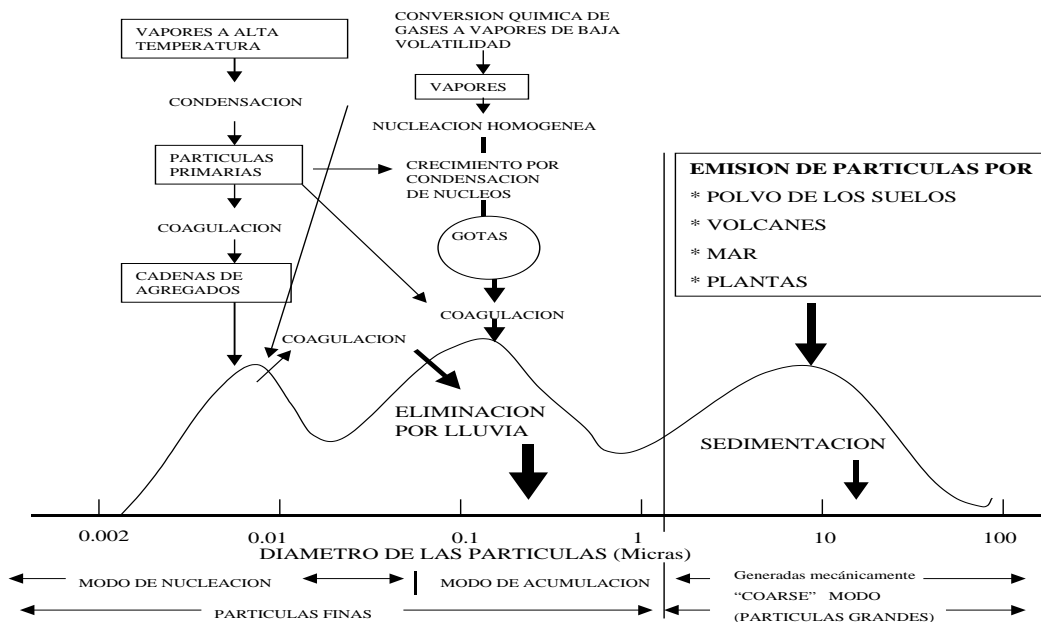 VAPORES A ALTA
TEMPERATURA
CONDENSACION
PARTICULAS
PRIMARIAS
COAGULACION
CADENAS DE
AGREGADOS
CONVERSION QUIMICA DE
GASES A VAPORES DE BAJA
VOLATILIDAD
VAPORES
NUCLEACION HOMOGENEA
CRECIMIENTO POR
CONDENSACION
DE NUCLEOS
GOTAS
COAGULACION
COAGULACION
ELIMINACION
POR LLUVIA
EMISION DE PARTICULAS POR
* POLVO DE LOS SUELOS
* VOLCANES
* MAR
* PLANTAS
SEDIMENTACION
0.002 0.01 0.1 1 10 100
DIAMETRO DE LAS PARTICULAS (Micras)
MODO DE NUCLEACION
MODO DE ACUMULACION
PARTICULAS FINAS
Generadas mecánicamente
“COARSE” MODO
(PARTICULAS GRANDES)